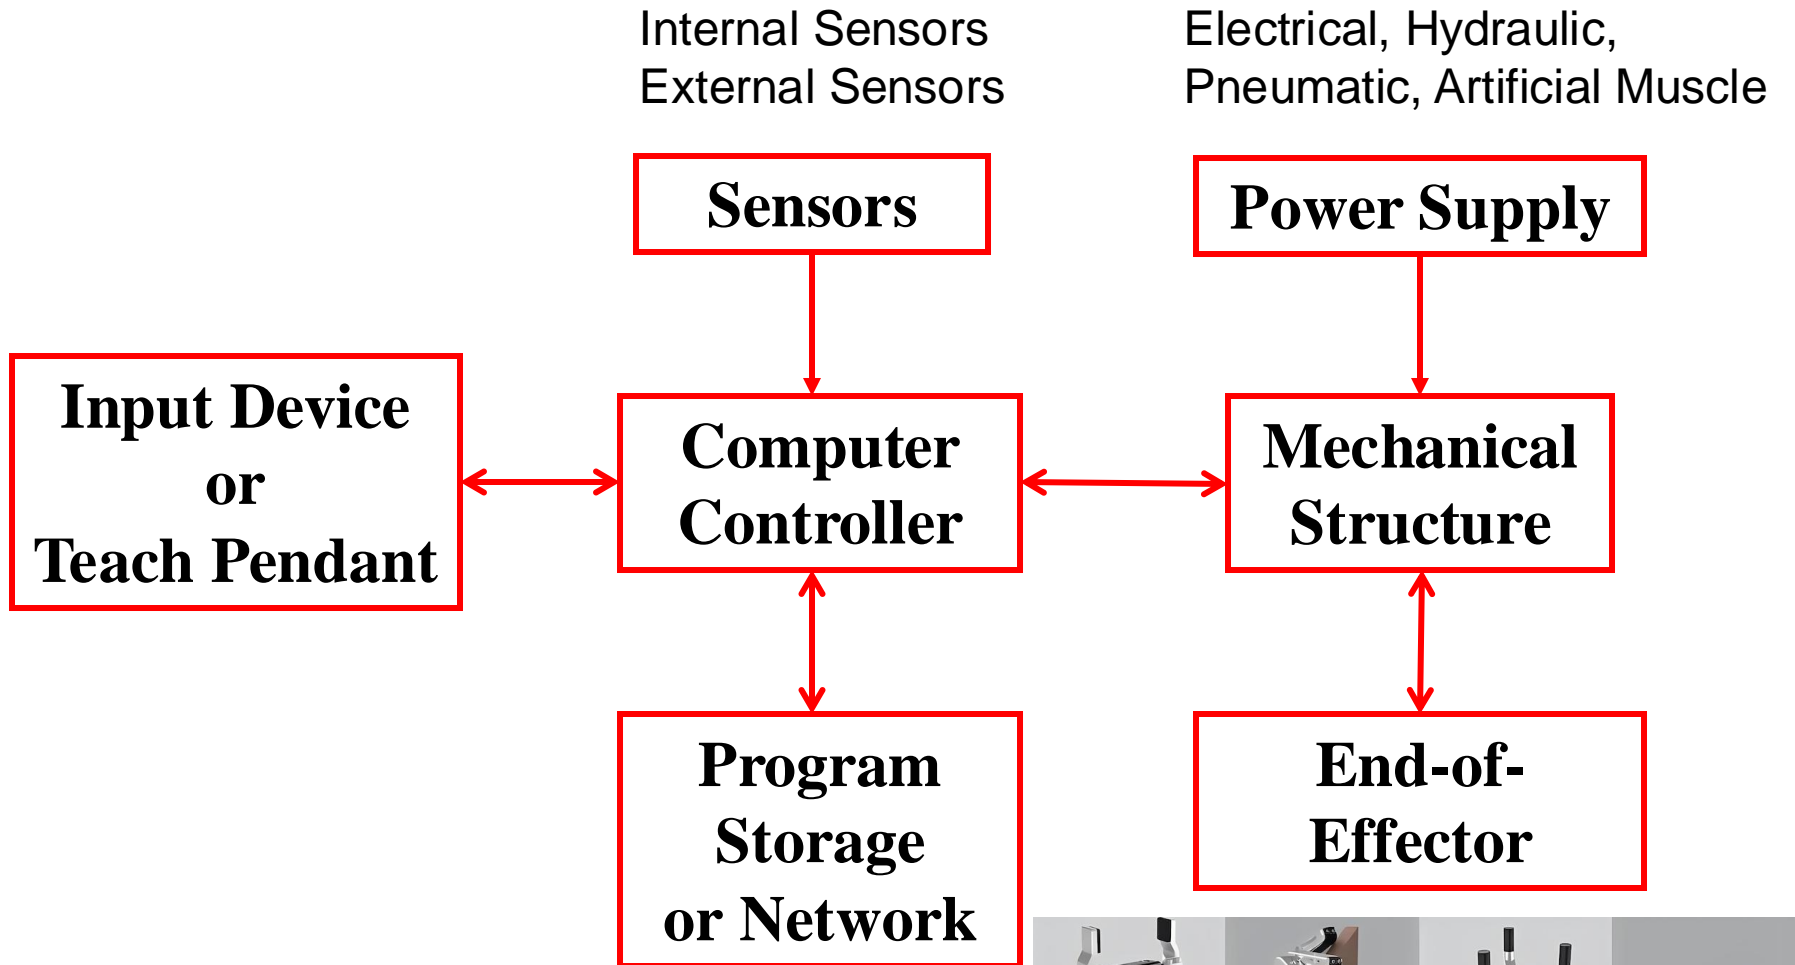 Internal Sensors
External Sensors
Electrical, Hydraulic,
Pneumatic, Artificial Muscle
Sensors
Power Supply
Input Device
or
Teach Pendant
Computer
Controller
Mechanical
Structure
Program
Storage
or Network
End-of-
Effector